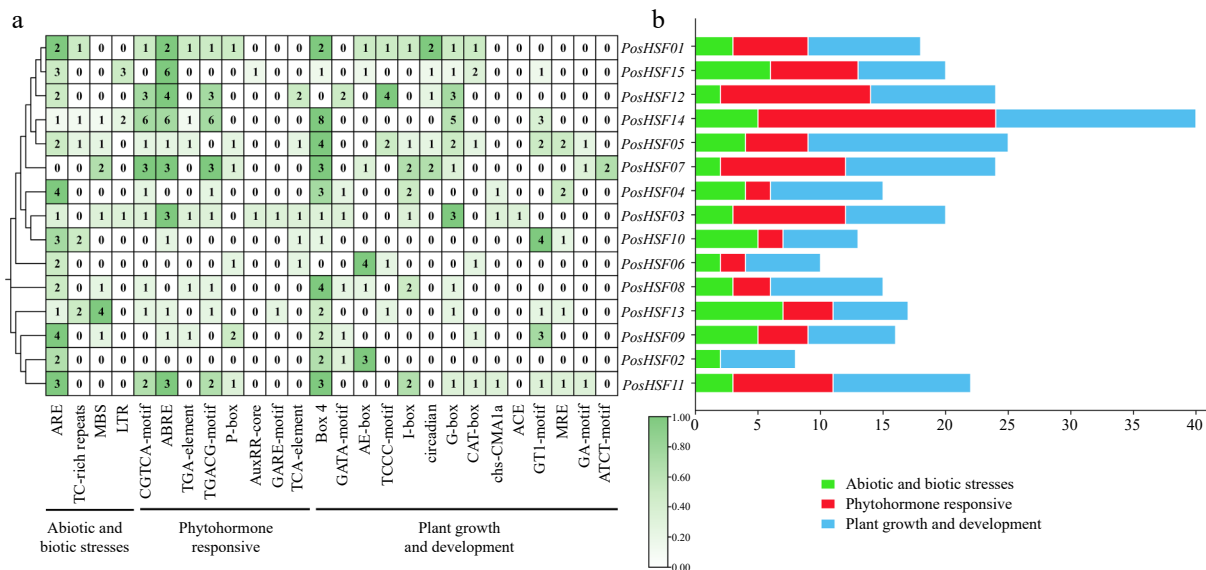 a
b
2 1 0 0 1 2 1 1 1 0 0 0 2 0 1 1 1 2 1 1 0 0 0 0 0 0 PosHSF01
3 0 0 3 0 6 0 0 0 1 0 0 1 0 1 0 0 1 1 2 0 0 1 0 0 0 PosHSF15
2 0 0 0 3 4 0 3 0 0 0 2 0 2 0 4 0 1 3 0 0 0 0 0 0 0 PosHSF12
1 1 1 2 6 6 1 6 0 0 0 0 8 0 0 0 0 0 5 0 0 0 3 0 0 0 PosHSF14
2 1 1 0 1 1 1 1 0 0 0 1 4 0 0 2 1 1 2 1 0 0 2 2 1 0 PosHSF05
0 0 2 0 3 3 0 3 1 0 0 0 3 0 1 0 2 2 1 0 0 0 0 0 1 2 PosHSF07
4 0 0 0 1 0 0 1 0 0 0 0 3 1 0 0 2 0 0 0 1 0 0 2 0 0 PosHSF04
1 0 1 1 1 3 1 1 0 1 1 1 1 1 0 0 1 0 3 0 1 1 0 0 0 0 PosHSF03
3 2 0 0 0 1 0 0 0 0 0 1 1 0 0 0 0 0 0 0 0 0 4 1 0 0 PosHSF10
2 0 0 0 0 0 0 0 1 0 0 1 0 0 4 1 0 0 0 1 0 0 0 0 0 0 PosHSF06
2 0 1 0 1 0 1 1 0 0 0 0 4 1 1 0 2 0 1 0 0 0 0 0 0 0 PosHSF08
1 2 4 0 1 1 0 1 0 0 1 0 2 0 0 1 0 0 1 0 0 0 1 1 0 0 PosHSF13
4 0 1 0 0 1 1 0 2 0 0 0 2 1 0 0 0 0 0 1 0 0 3 0 0 0 PosHSF09
2 0 0 0 0 0 0 0 0 0 0 0 2 1 3 0 0 0 0 0 0 0 0 0 0 0 PosHSF02
3 0 0 0 2 3 0 2 1 0 0 0 3 0 0 0 2 0 1 1 1 0 1 1 1 0 PosHSF11
ARE
TC-rich repeats
MBS
LTR
CGTCA-motif
ABRE
TGA-element
TGACG-motif
P-box
AuxRR-core
GARE-motif
TCA-element
Box 4
GATA-motif
AE-box
TCCC-motif
I-box
circadian
G-box
CAT-box
chs-CMA1a
ACE
GT1-motif
MRE
GA-motif
ATCT-motif
Abiotic and
biotic stresses
Phytohormone
responsive
Plant growth
and development
1.00
0.80
0.60
0.40
0.20
0.00
0 5 10 15 20 25 30 35 40
Abiotic and biotic stresses
Phytohormone responsive
Plant growth and development